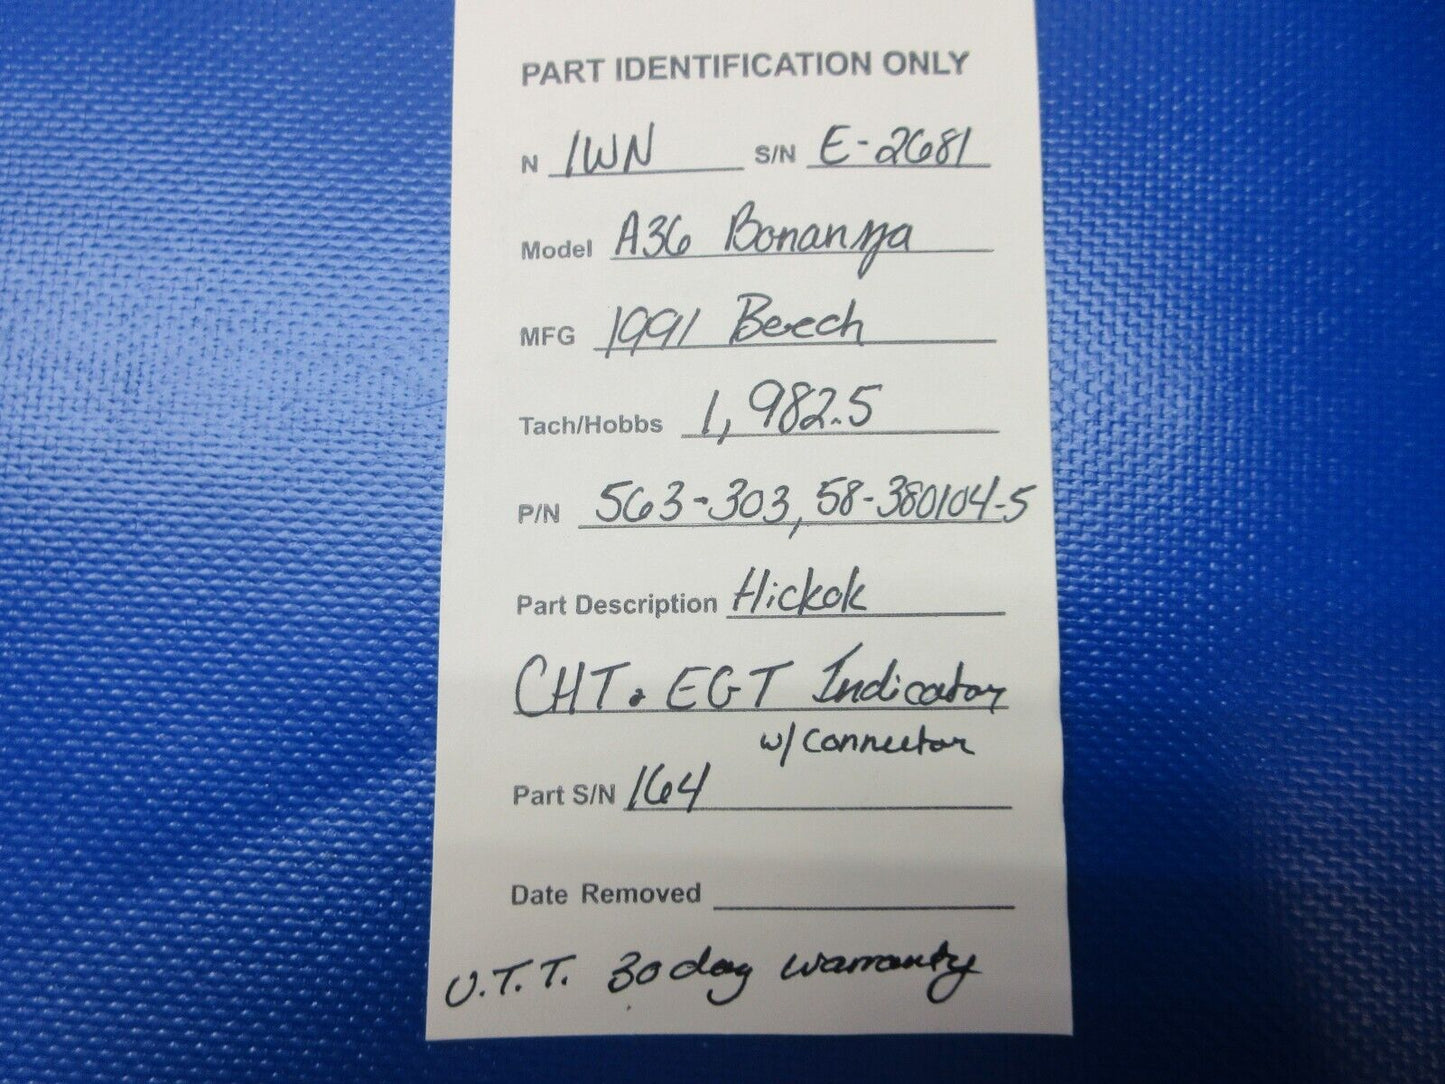 PART IDENTIFICATION ONLY
N 1WN S/N E-2681
Model A36 Bonanza
MFG 1991 Beech
Tach/Hobbs 1,982.5
P/N 563-303, 58-380104-5
Part Description Hickok
CHT & EGT Indicator
w/ connector
Part S/N 164
Date Removed
U.T.T. 30 day warranty